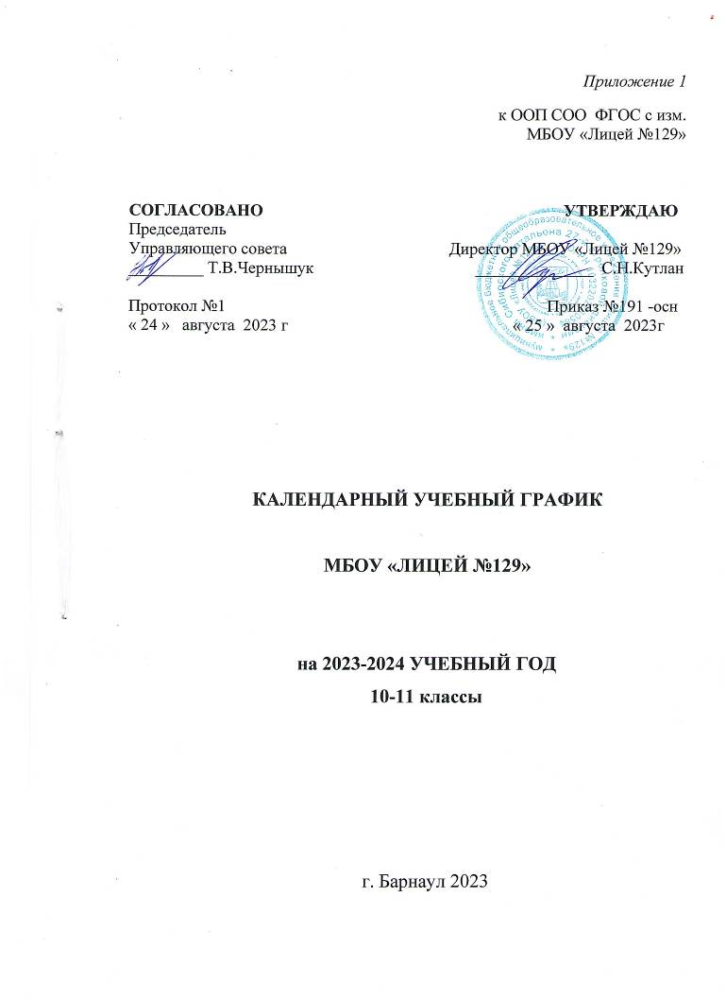 Приложение 1
к ООП СОО ФГОС с изм.
МБОУ «Лицей №129»
СОГЛАСОВАНО
Председатель
Управляющего совета
_________ Т.В.Чернышук
Протокол №1
« 24 » августа 2023 г
УТВЕРЖДАЮ
Директор МБОУ «Лицей №129»
______________ С.Н.Кутлан
Приказ №191 -осн
« 25 » августа 2023г
КАЛЕНДАРНЫЙ УЧЕБНЫЙ ГРАФИК
МБОУ «ЛИЦЕЙ №129»
на 2023-2024 УЧЕБНЫЙ ГОД
10-11 классы
г. Барнаул 2023